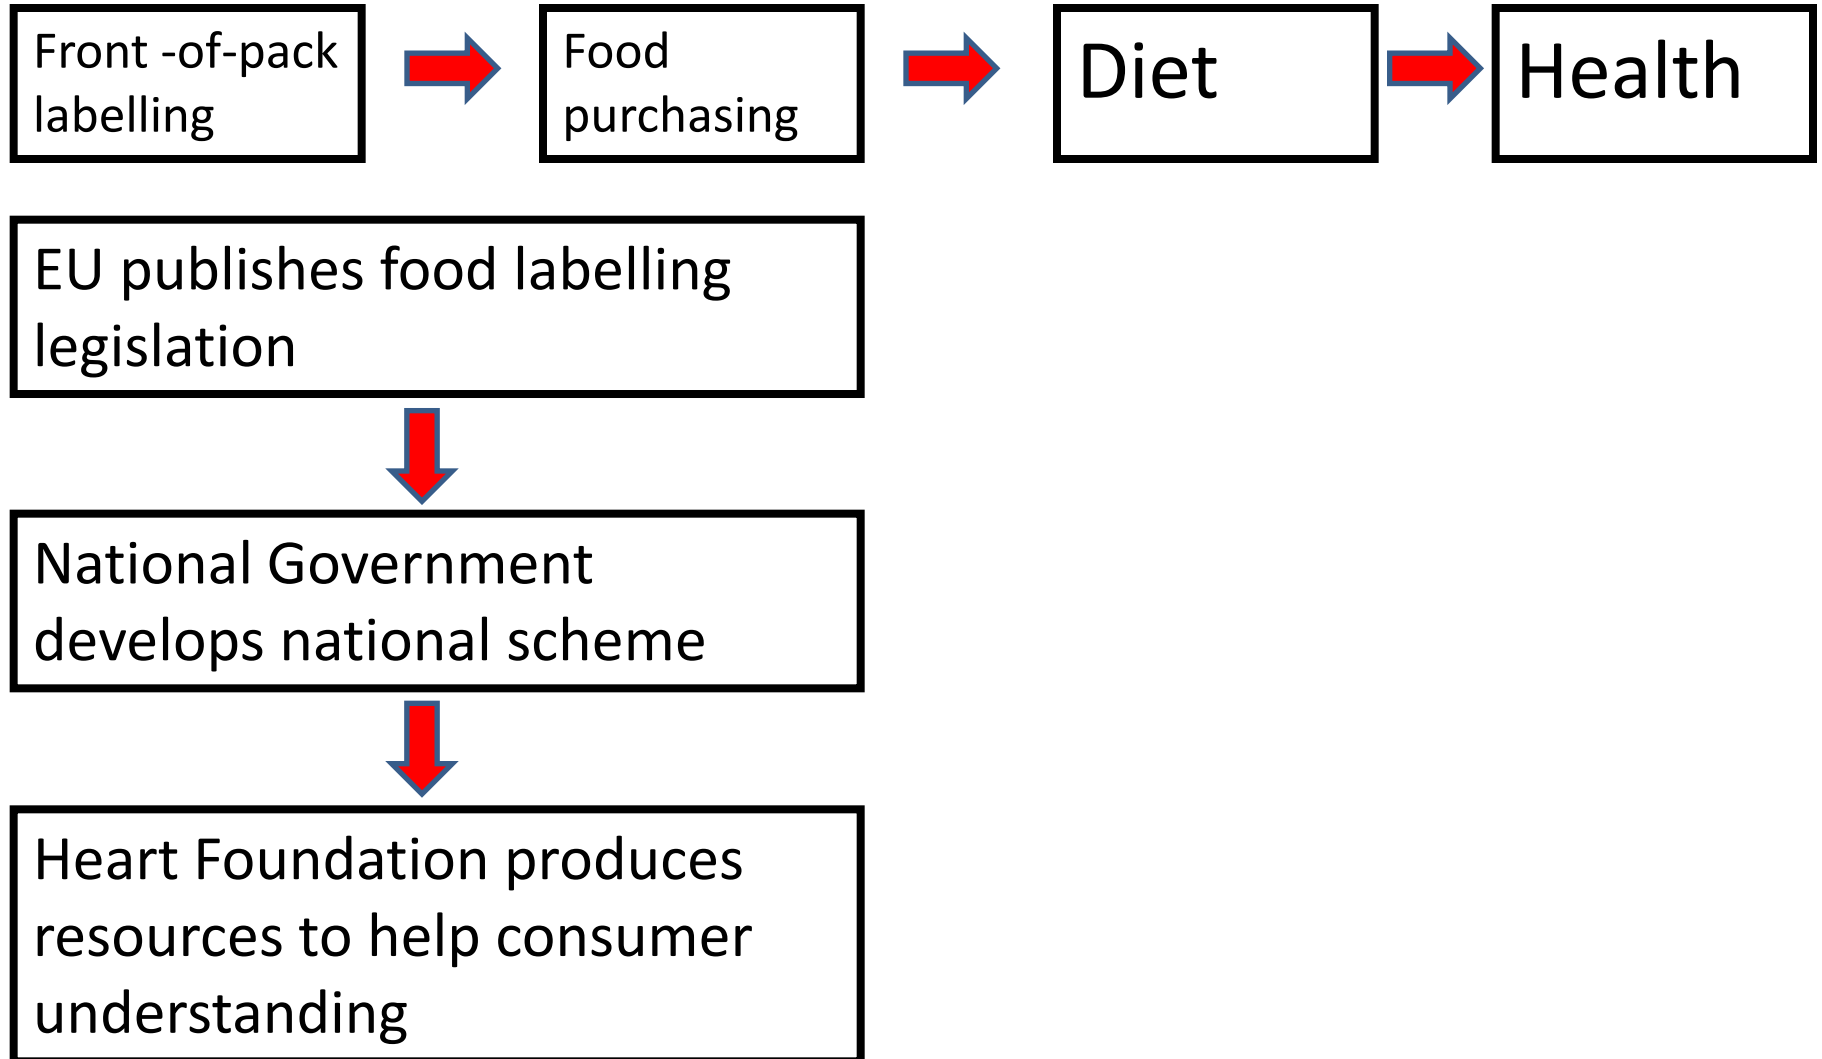 Front -of-pack
labelling
Food
purchasing
Diet
Health
EU publishes food labelling
legislation
National Government
develops national scheme
Heart Foundation produces
resources to help consumer
understanding